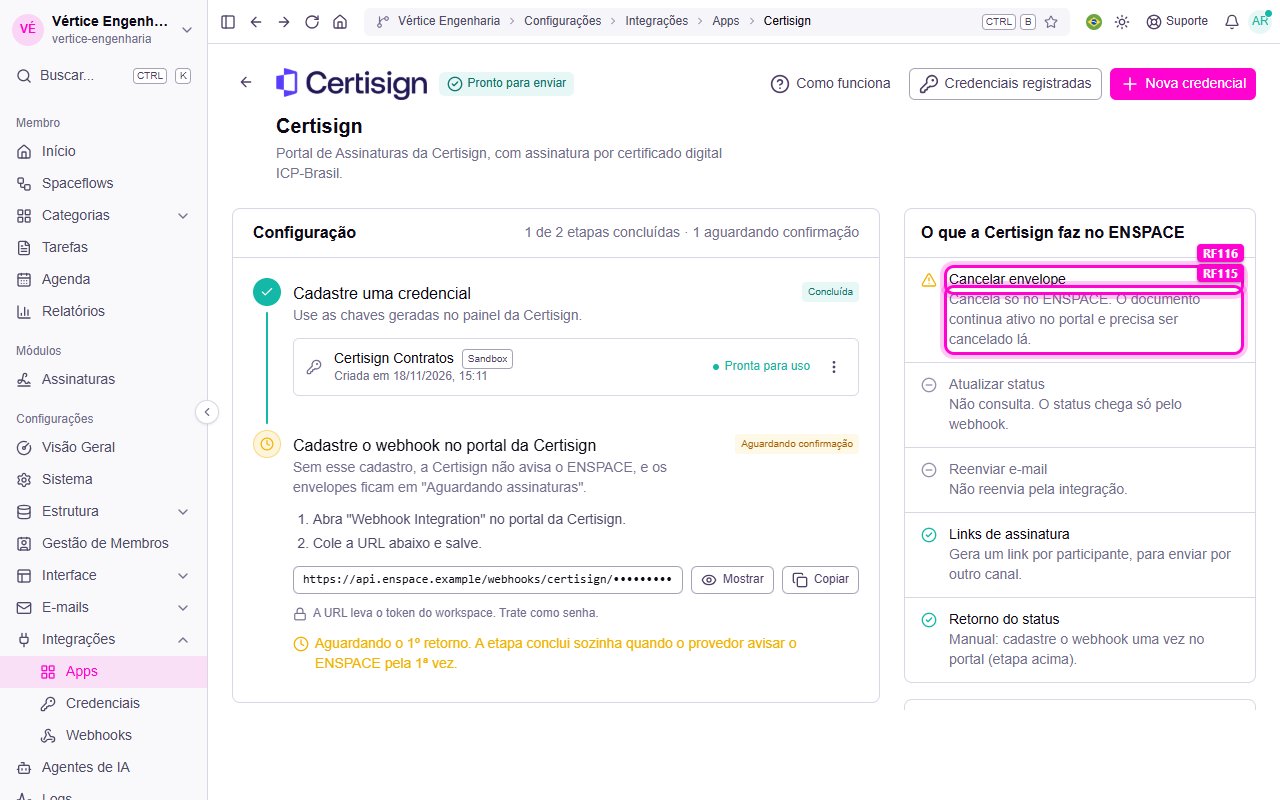 VÉ
Vértice Engenh...
vertice-engenharia
Vértice Engenharia
Configurações
Integrações
Apps
Certisign
CTRL B
Suporte
AR
Buscar...
CTRL K
Membro
Início
Spaceflows
Categorias
Tarefas
Agenda
Relatórios
Módulos
Assinaturas
Configurações
Visão Geral
Sistema
Estrutura
Gestão de Membros
Interface
E-mails
Integrações
Apps
Credenciais
Webhooks
Agentes de IA
Logs
Certisign
Pronto para enviar
Como funciona
Credenciais registradas
Nova credencial
Certisign
Portal de Assinaturas da Certisign, com assinatura por certificado digital
ICP-Brasil.
Configuração
1 de 2 etapas concluídas · 1 aguardando confirmação
Cadastre uma credencial
Concluída
Use as chaves geradas no painel da Certisign.
Certisign Contratos
Sandbox
Criada em 18/11/2026, 15:11
Pronta para uso
Cadastre o webhook no portal da Certisign
Aguardando confirmação
Sem esse cadastro, a Certisign não avisa o ENSPACE, e os
envelopes ficam em "Aguardando assinaturas".
1. Abra "Webhook Integration" no portal da Certisign.
2. Cole a URL abaixo e salve.
https://api.enspace.example/webhooks/certisign/•••••••••
Mostrar
Copiar
A URL leva o token do workspace. Trate como senha.
Aguardando o 1º retorno. A etapa conclui sozinha quando o provedor avisar o
ENSPACE pela 1ª vez.
O que a Certisign faz no ENSPACE
RF116
RF115
Cancelar envelope
Cancela só no ENSPACE. O documento
continua ativo no portal e precisa ser
cancelado lá.
Atualizar status
Não consulta. O status chega só pelo
webhook.
Reenviar e-mail
Não reenvia pela integração.
Links de assinatura
Gera um link por participante, para enviar por
outro canal.
Retorno do status
Manual: cadastre o webhook uma vez no
portal (etapa acima).